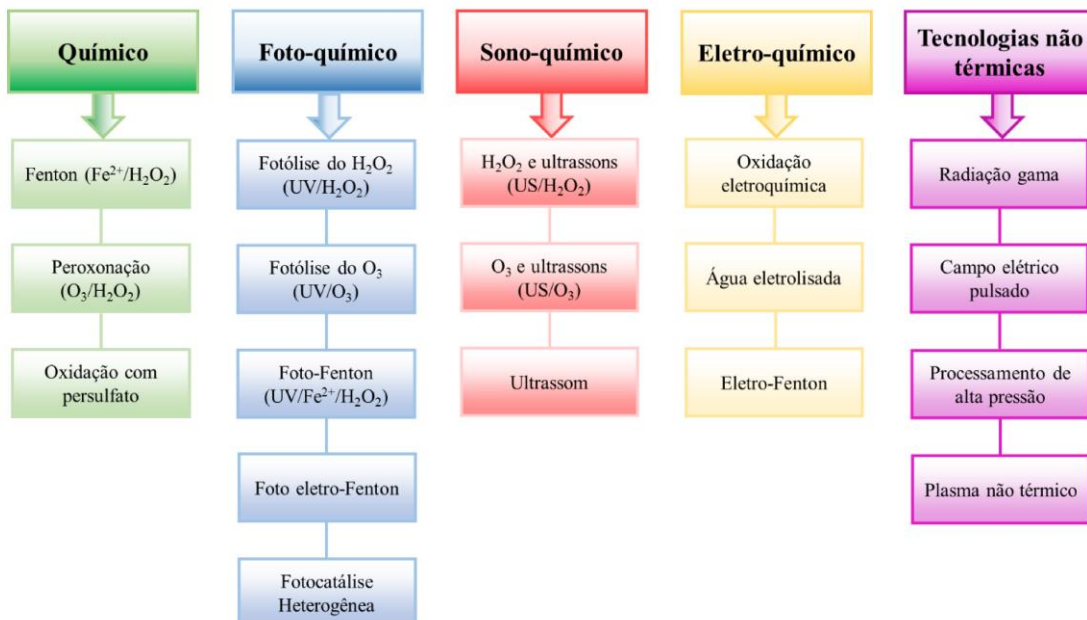 Químico
Fenton (Fe²⁺/H₂O₂)
Peroxonação
(O₃/H₂O₂)
Oxidação com
persulfato
Foto-químico
Fotólise do H₂O₂
(UV/H₂O₂)
Fotólise do O₃
(UV/O₃)
Foto-Fenton
(UV/Fe²⁺/H₂O₂)
Foto eletro-Fenton
Fotocatálise
Heterogênea
Sono-químico
H₂O₂ e ultrassons
(US/H₂O₂)
O₃ e ultrassons
(US/O₃)
Ultrassom
Eletro-químico
Oxidação
eletroquímica
Água eletrolisada
Eletro-Fenton
Tecnologias não
térmicas
Radiação gama
Campo elétrico
pulsado
Processamento de
alta pressão
Plasma não térmico